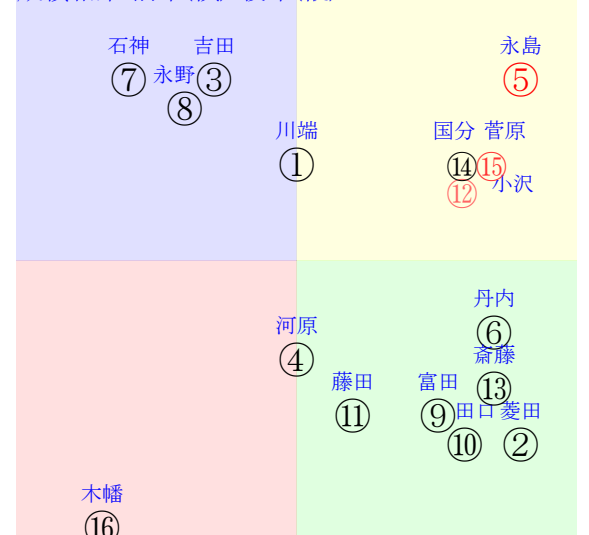 石神 吉田 永島
⑦ 永野 ③ ⑤
⑧
川端 国分 菅原
① ⑭ ⑮
⑫ 小沢
丹内
河原 ⑥
④ 斎藤
藤田 富田 ⑬
⑪ ⑨ 田口 菱田
⑩ ②
木幡
⑯